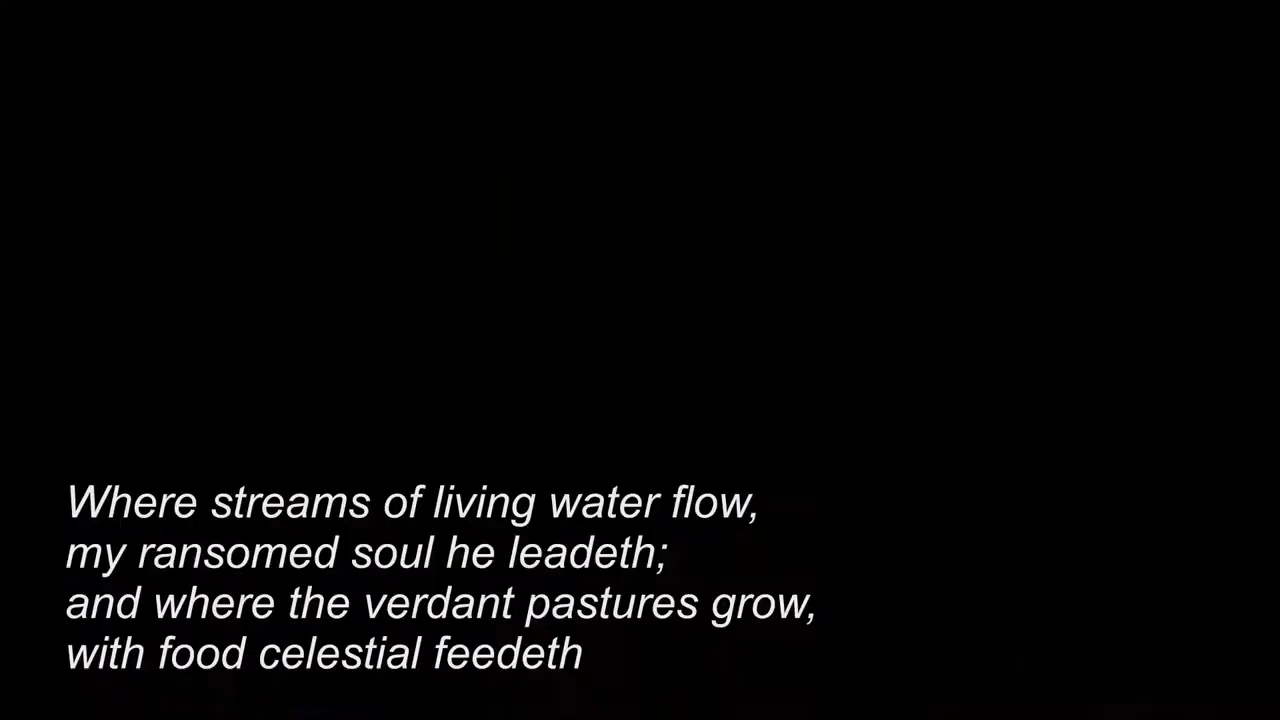 Where streams of living water flow,
my ransomed soul he leadeth;
and where the verdant pastures grow,
with food celestial feedeth